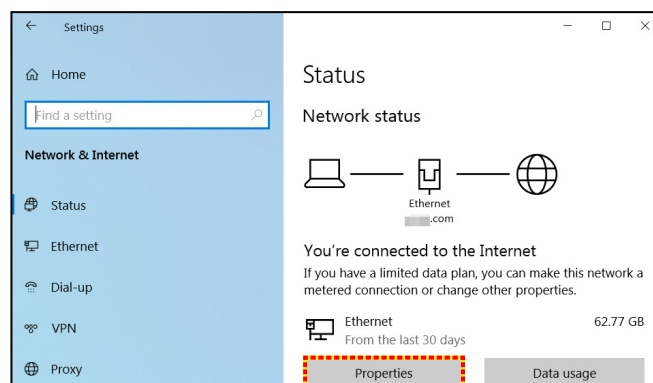 Settings
Home
Find a setting
Network & Internet
Status
Ethernet
Dial-up
VPN
Proxy
Status
Network status
Ethernet
.com
You're connected to the Internet
If you have a limited data plan, you can make this network a
metered connection or change other properties.
Ethernet 62.77 GB
From the last 30 days
Properties Data usage